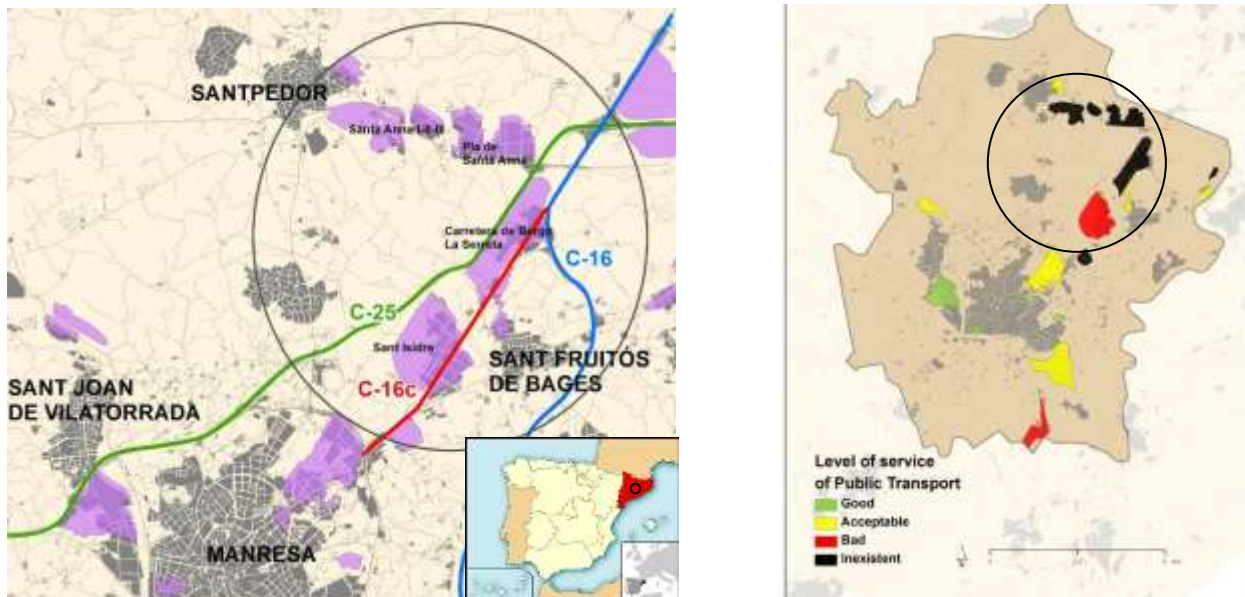 SANTPEDOR
Santa Anna I-II-III
Pla de
Santa Anna
Carretera de Berga
La Serreta
C-16
C-25
Sant Isidre
SANT FRUITÓS
DE BAGES
C-16c
SANT JOAN
DE VILATORRADA
MANRESA
Level of service
of Public Transport
Good
Acceptable
Bad
Inexistent